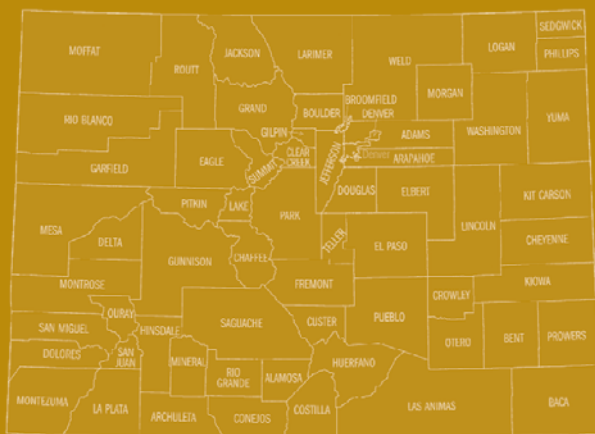 SEDGWICK
MOFFAT
JACKSON
LARIMER
LOGAN
PHILLIPS
WELD
ROUTT
MORGAN
GRAND
BOULDER
BROOMFIELD
DENVER
RIO BLANCO
YUMA
GILPIN
ADAMS
WASHINGTON
CLEAR
CREEK
EAGLE
SUMMIT
JEFFERSON
Denver
ARAPAHOE
GARFIELD
DOUGLAS
ELBERT
KIT CARSON
PITKIN
LAKE
PARK
LINCOLN
MESA
DELTA
TELLER
EL PASO
CHEYENNE
GUNNISON
CHAFFEE
MONTROSE
FREMONT
CROWLEY
KIOWA
OURAY
SAN MIGUEL
HINSDALE
SAGUACHE
CUSTER
PUEBLO
OTERO
BENT
PROWERS
DOLORES
SAN
JUAN
MINERAL
RIO
GRANDE
ALAMOSA
HUERFANO
MONTEZUMA
LA PLATA
ARCHULETA
CONEJOS
COSTILLA
LAS ANIMAS
BACA